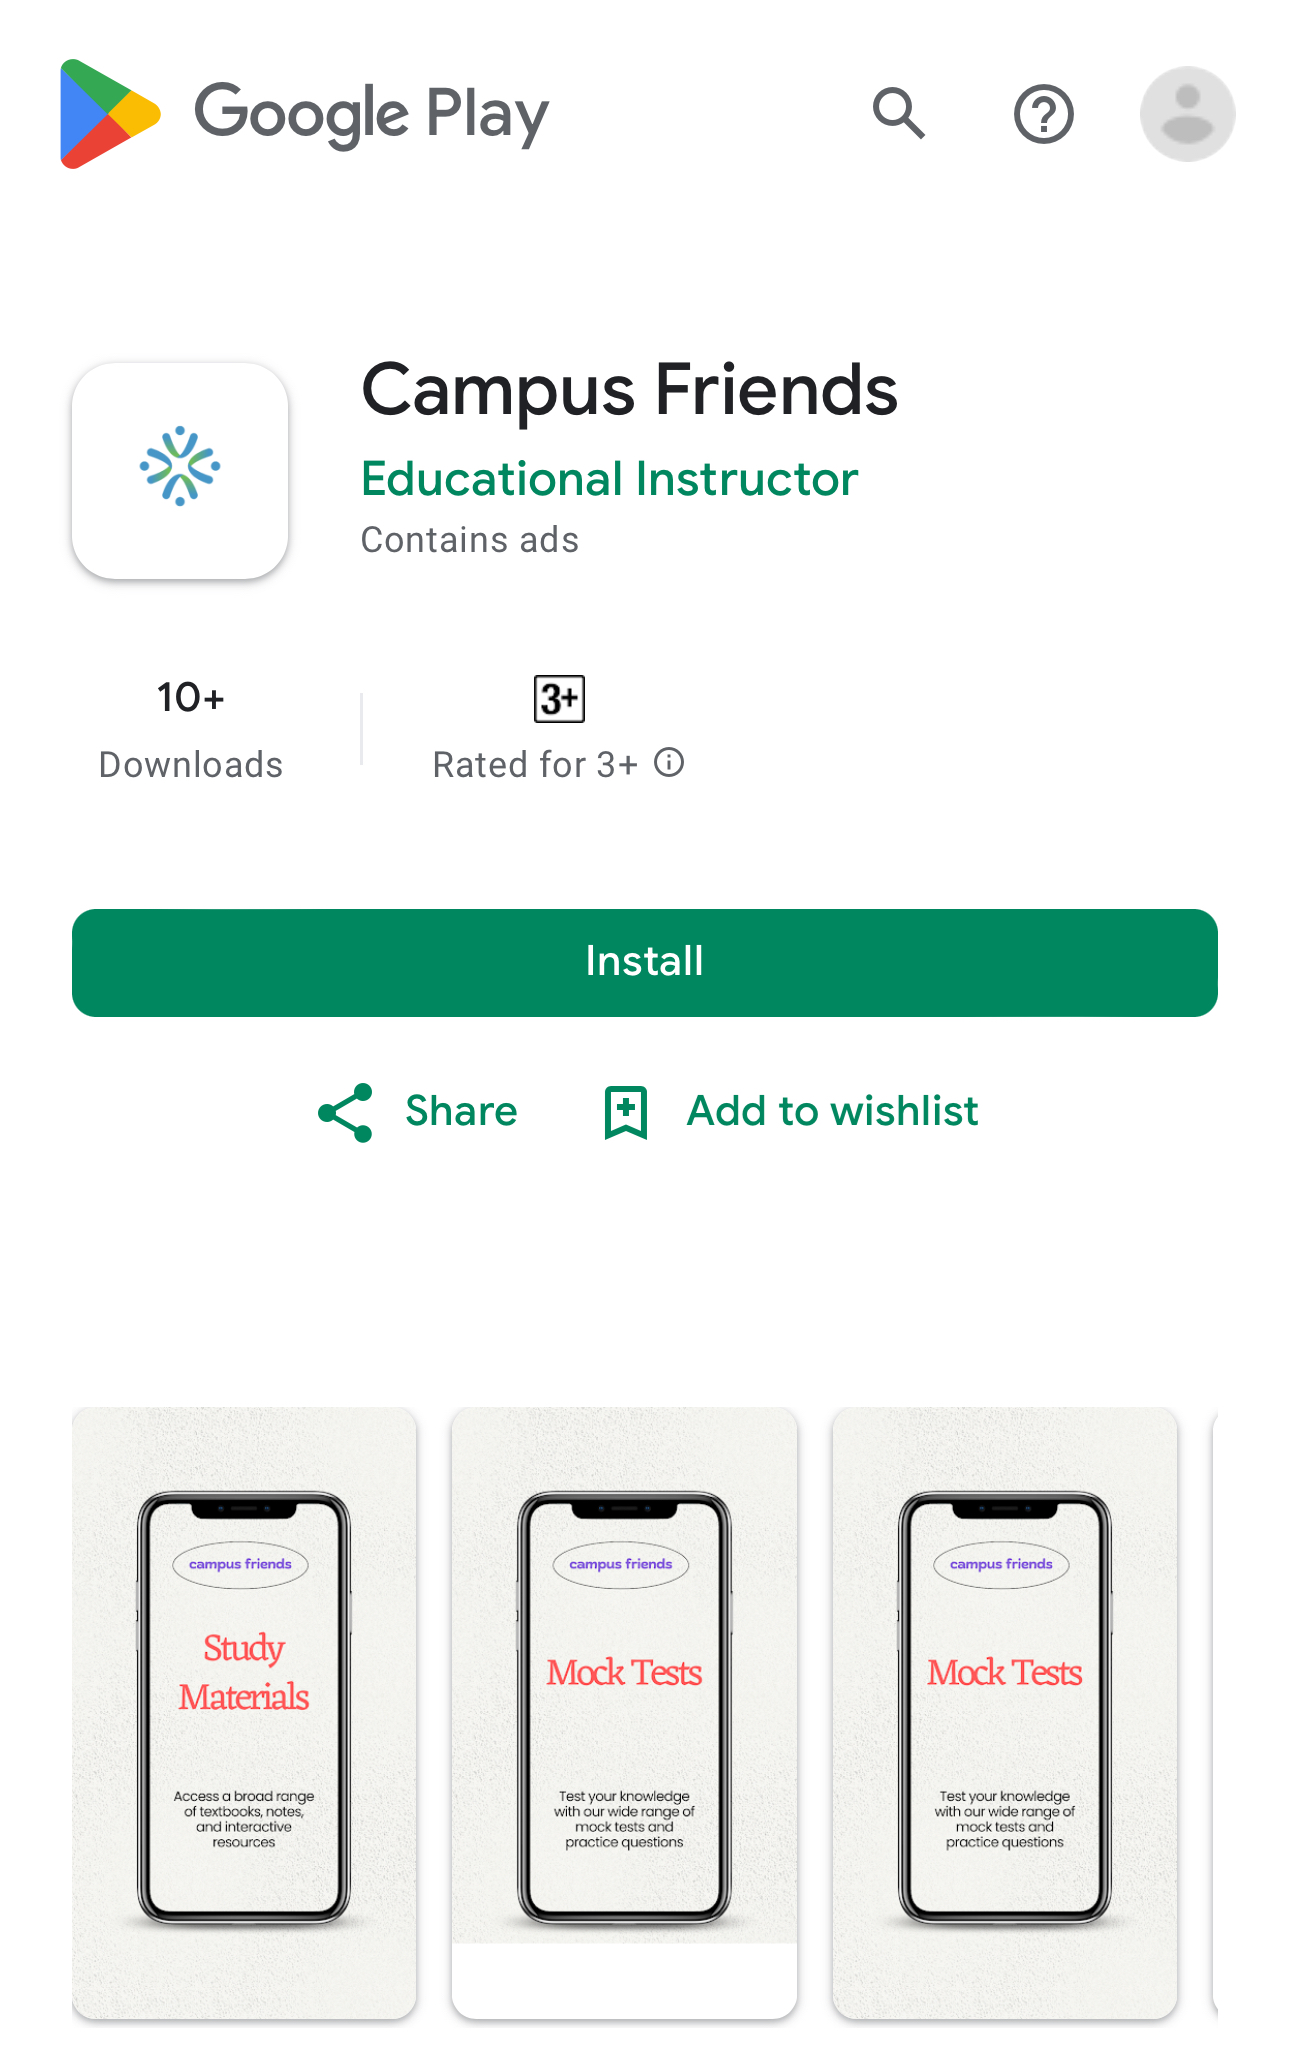 Google Play
Campus Friends
Educational Instructor
Contains ads
10+
Downloads
3+
Rated for 3+
Install
Share
Add to wishlist
campus friends
Study
Materials
Access a broad range
of textbooks, notes,
and interactive
resources
campus friends
Mock Tests
Test your knowledge
with our wide range of
mock tests and
practice questions
campus friends
Mock Tests
Test your knowledge
with our wide range of
mock tests and
practice questions